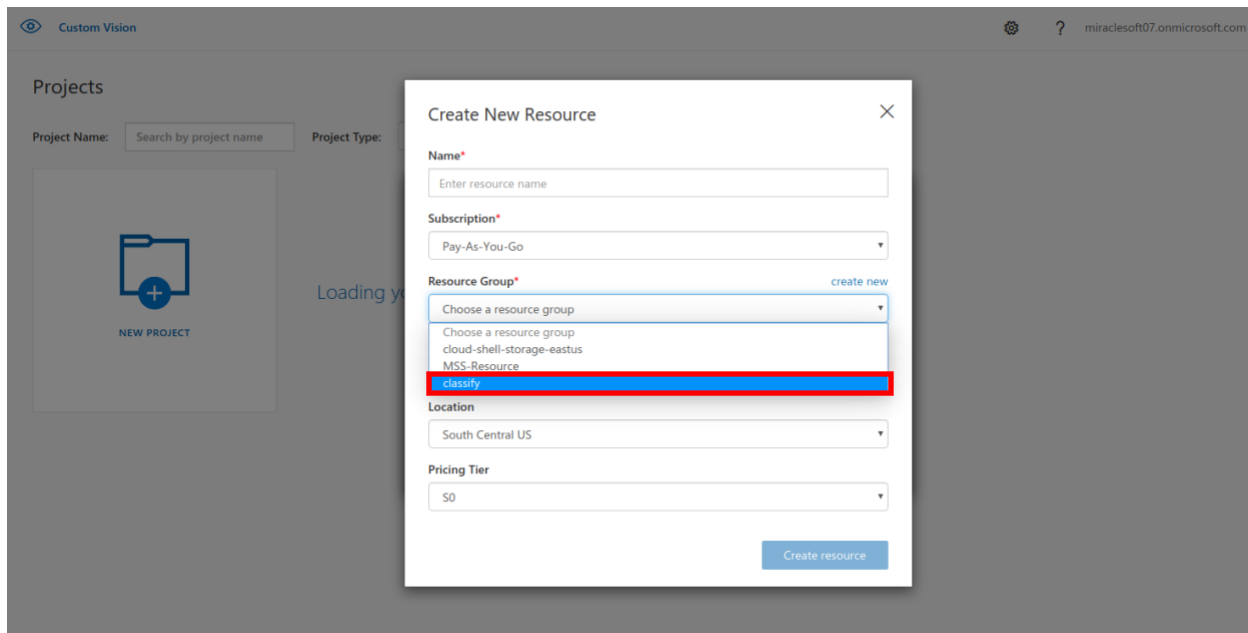 Custom Vision
? miraclesoft07.onmicrosoft.com
Projects
Project Name: Search by project name Project Type:
NEW PROJECT
Loading
Create New Resource
Name*
Enter resource name
Subscription*
Pay-As-You-Go
Resource Group* create new
Choose a resource group
Choose a resource group
cloud-shell-storage-eastus
MSS-Resource
classify
Location
South Central US
Pricing Tier
S0
Create resource